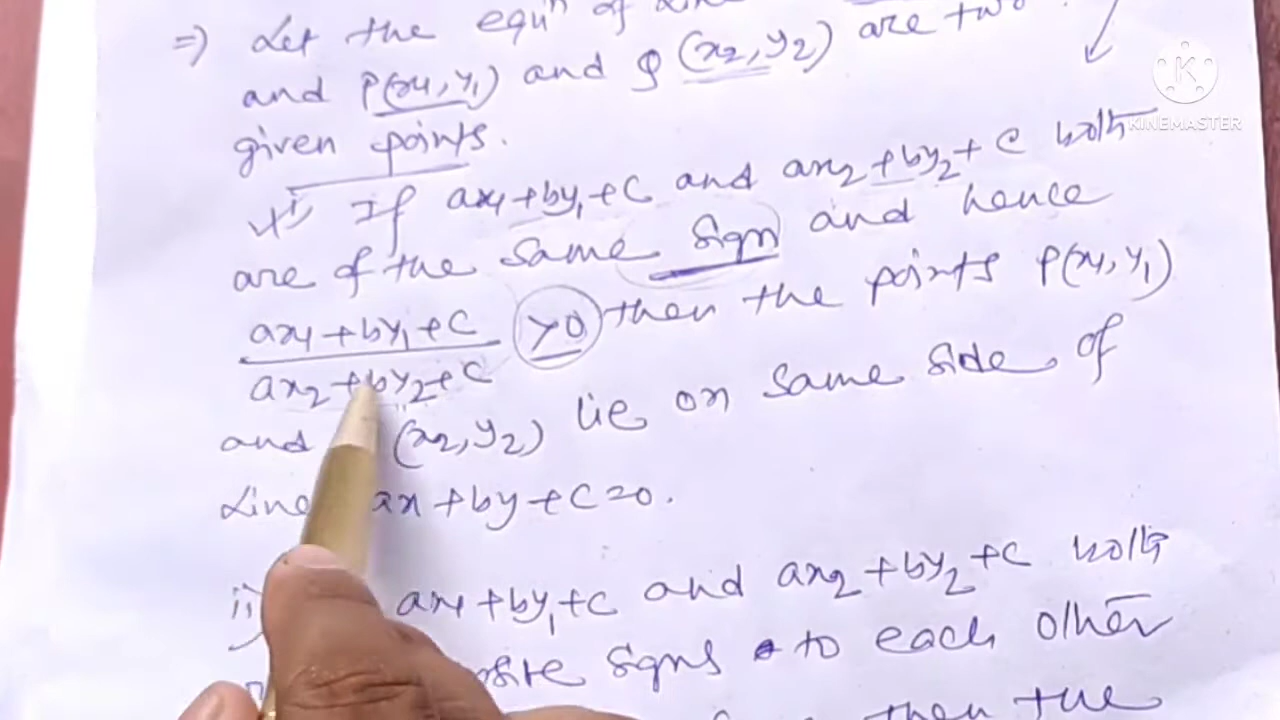 ⇒ Let the equⁿ of Line
and P(x1, y1) and Q (x2, y2) are two
given points.
i) If ax1+by1+C and ax2+by2+C both
are of the same sign and hence
ax1+by1+C >0 then the points P(x1, y1)
ax2+by2+C
and (x2, y2) lie on same side of
Line ax+by+C=0.
ii) ax1+by1+C and ax2+by2+C both
signs to each other
then the
KINEMASTER